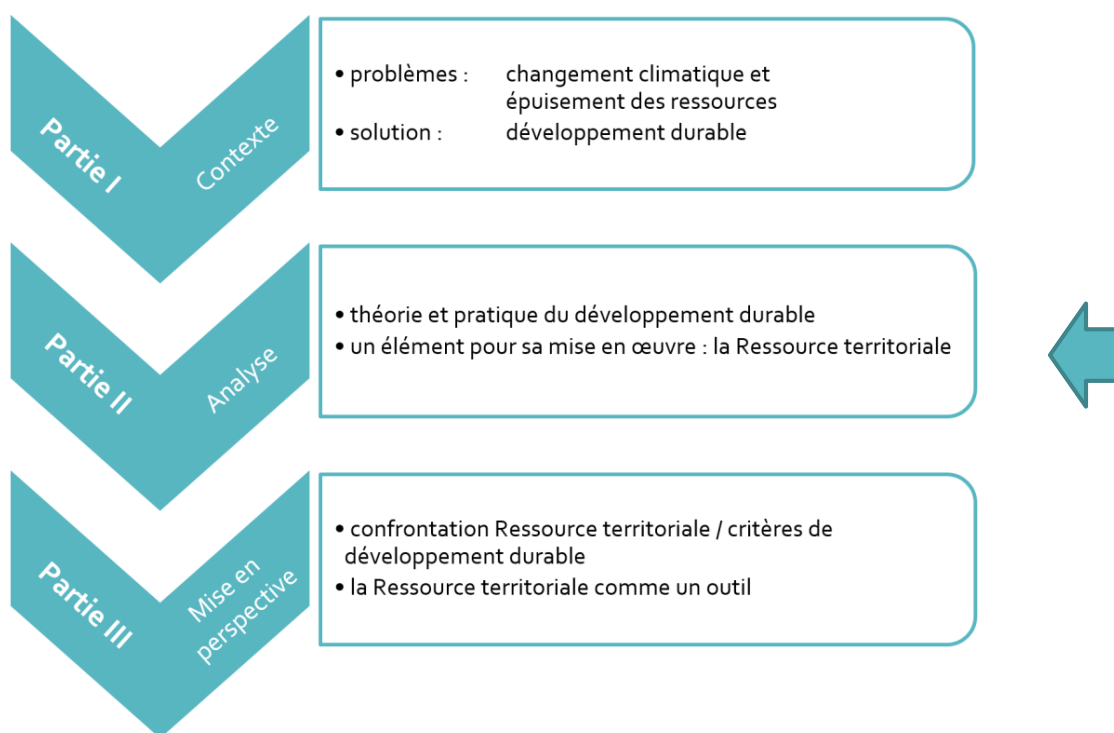 Partie I
Contexte
• problèmes : changement climatique et
épuisement des ressources
• solution : développement durable
Partie II
Analyse
• théorie et pratique du développement durable
• un élément pour sa mise en œuvre : la Ressource territoriale
Partie III
Mise en
perspective
• confrontation Ressource territoriale / critères de
développement durable
• la Ressource territoriale comme un outil